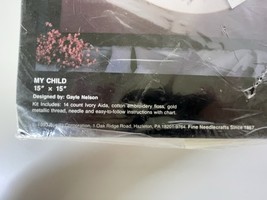 MY CHILD
15" × 15"
Designed by: Gayle Nelson
Kit includes: 14 count Ivory Aida, cotton embroidery floss, gold
metallic thread, needle and easy-to-follow instructions with chart.
1 Oak Ridge Road, Hazleton, PA 18201-9764 Fine Needlecrafts Since